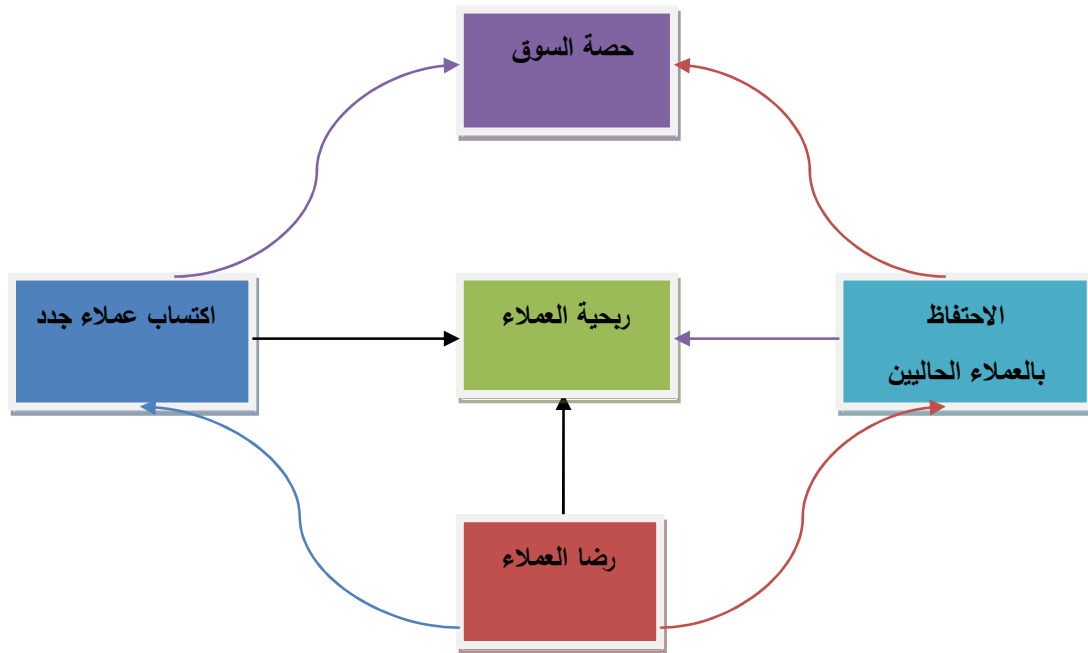 حصة السوق
اكتساب عملاء جدد
ربحية العملاء
الاحتفاظ
بالعملاء الحاليين
رضا العملاء